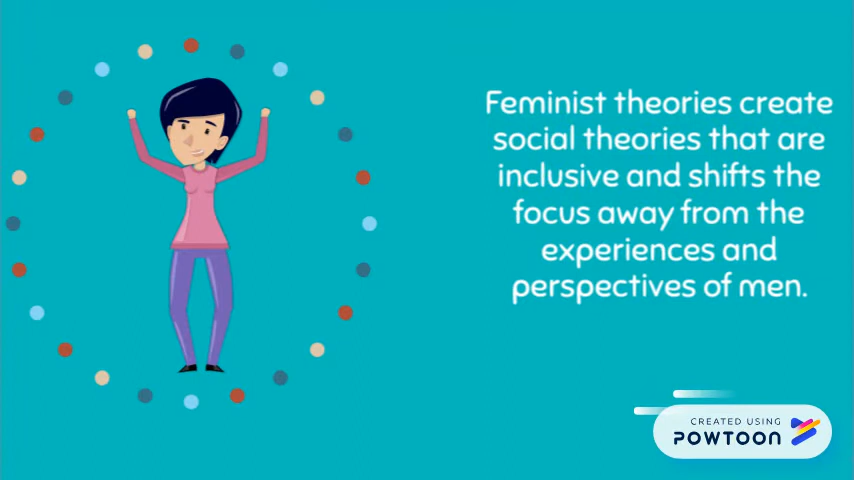 Feminist theories create
social theories that are
inclusive and shifts the
focus away from the
experiences and
perspectives of men.
CREATED USING
POWTOON